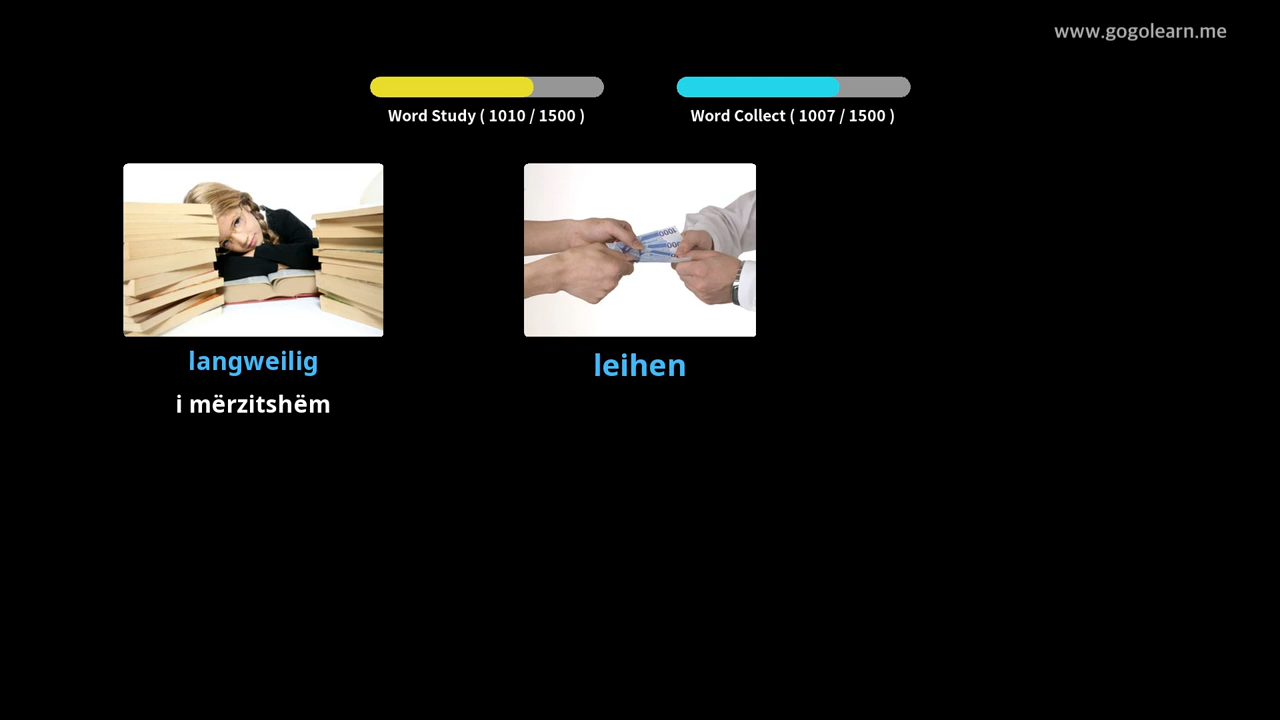 www.gogolearn.me
Word Study ( 1010 / 1500 )
Word Collect ( 1007 / 1500 )
langweilig
i mërzitshëm
leihen